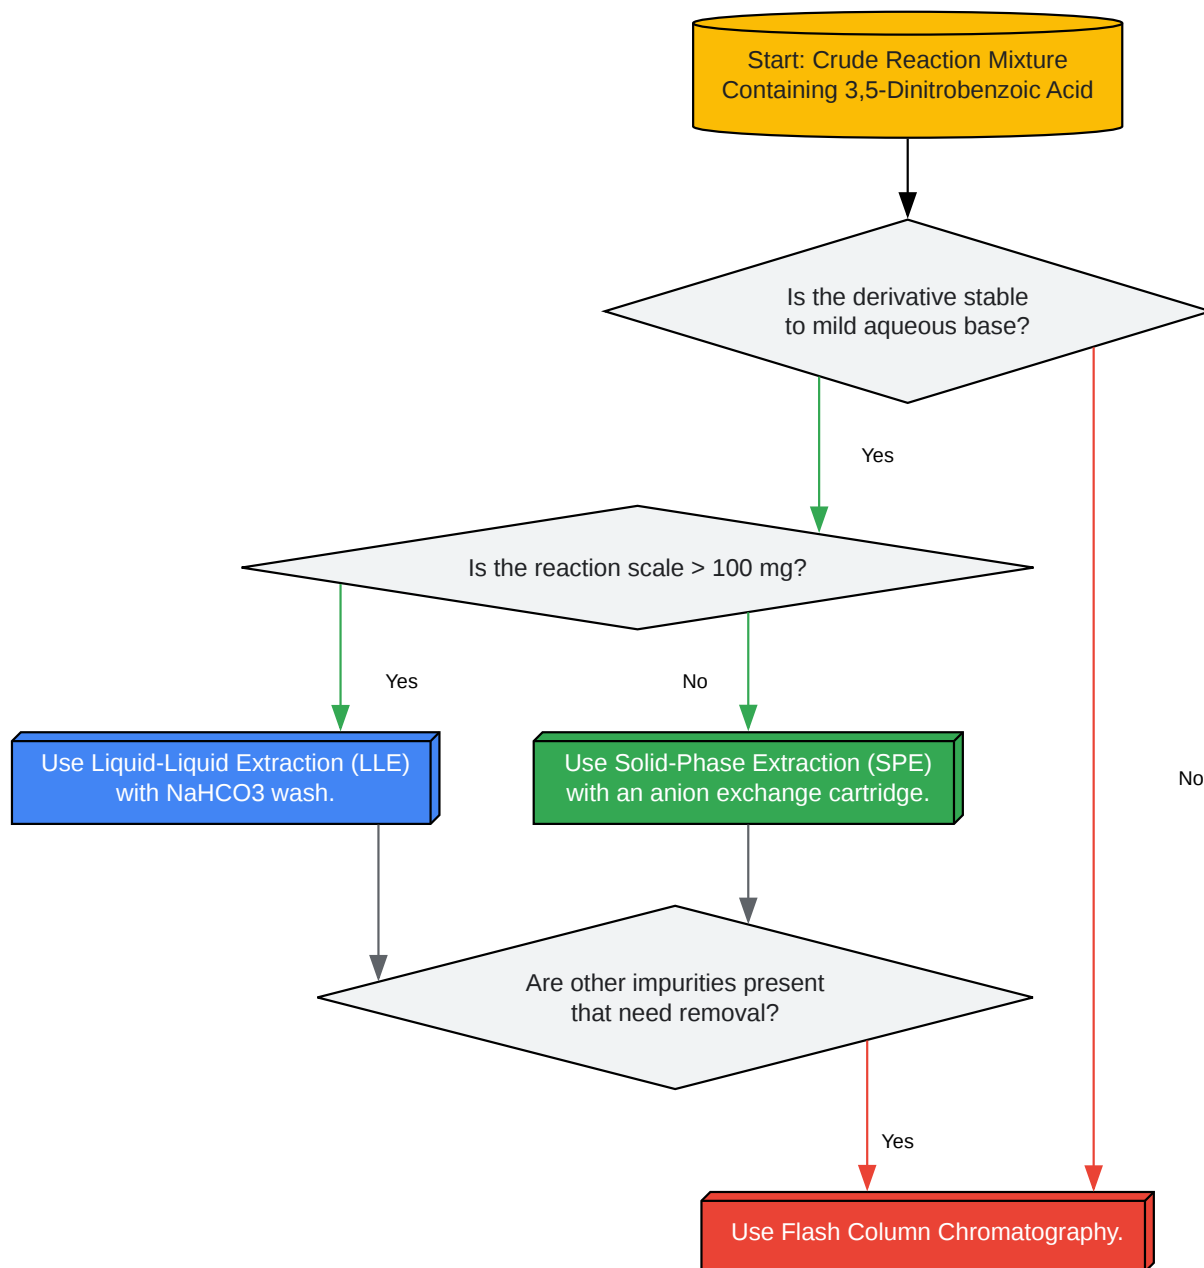 Start: Crude Reaction Mixture
Containing 3,5-Dinitrobenzoic Acid
Is the derivative stable
to mild aqueous base?
Yes
Is the reaction scale > 100 mg?
Yes
No
Use Liquid-Liquid Extraction (LLE)
with NaHCO3 wash.
Use Solid-Phase Extraction (SPE)
with an anion exchange cartridge.
No
Are other impurities present
that need removal?
Yes
Use Flash Column Chromatography.